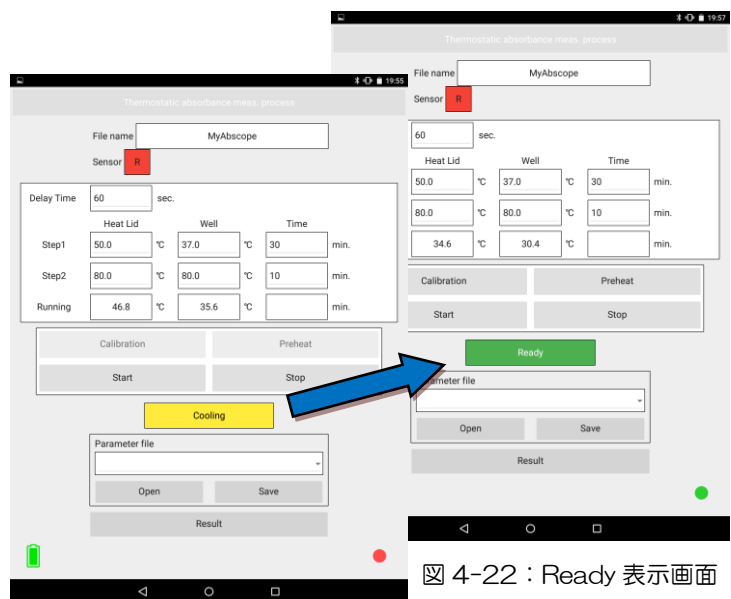 19:55
Thermostatic absorbance meas. process
File name MyAbscope
Sensor R
Delay Time 60 sec.
Heat Lid Well Time
Step1 50.0 ℃ 37.0 ℃ 30 min.
Step2 80.0 ℃ 80.0 ℃ 10 min.
Running 46.8 ℃ 35.6 ℃ min.
Calibration Preheat
Start Stop
Cooling
Parameter file
Open Save
Result
19:57
Thermostatic absorbance meas. process
File name MyAbscope
Sensor R
60 sec.
Heat Lid Well Time
50.0 ℃ 37.0 ℃ 30 min.
80.0 ℃ 80.0 ℃ 10 min.
34.6 ℃ 30.4 ℃ min.
Calibration Preheat
Start Stop
Ready
ameter file
Open Save
Result
図 4-22：Ready 表示画面